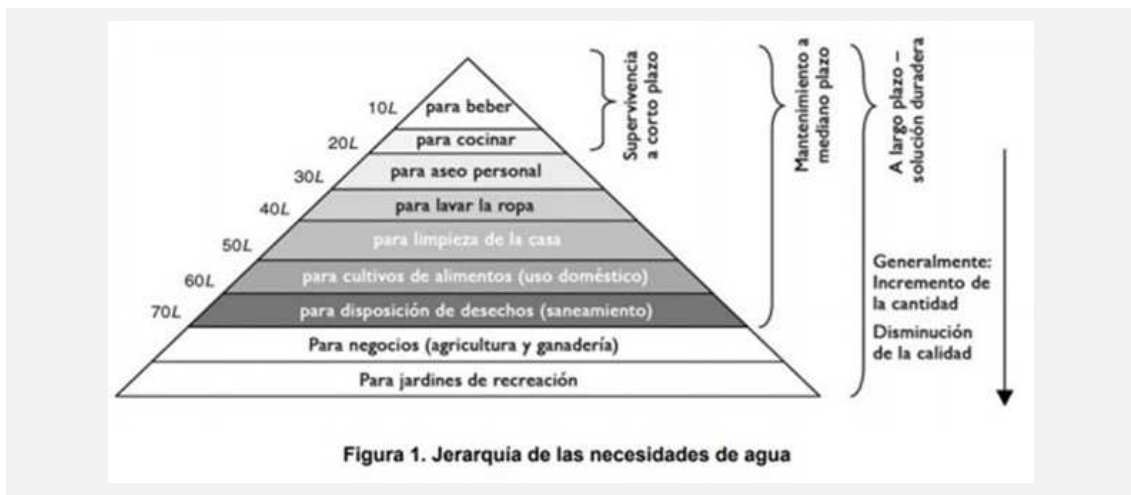 10L para beber
20L para cocinar
30L para aseo personal
40L para lavar la ropa
50L para limpieza de la casa
60L para cultivos de alimentos (uso doméstico)
70L para disposición de desechos (saneamiento)
Para negocios (agricultura y ganadería)
Para jardines de recreación
Supervivencia
a corto plazo
Mantenimiento a
mediano plazo
A largo plazo –
solución duradera
Generalmente:
Incremento de
la cantidad
Disminución
de la calidad
Figura 1. Jerarquía de las necesidades de agua